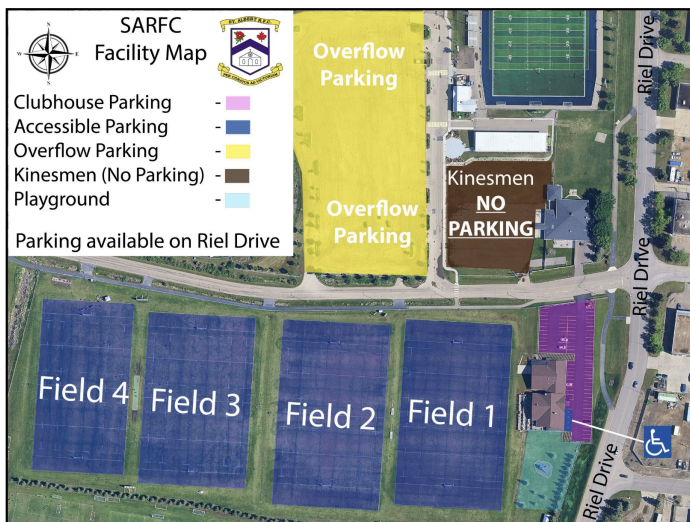 SARFC
Facility Map
N
E
S
W
ST. ALBERT R.F.C.
Clubhouse Parking -
Accessible Parking -
Overflow Parking -
Kinesmen (No Parking) -
Playground -
Parking available on Riel Drive
Overflow
Parking
Overflow
Parking
Kinesmen
NO
PARKING
Riel Drive
Riel Drive
Riel Drive
Field 4
Field 3
Field 2
Field 1